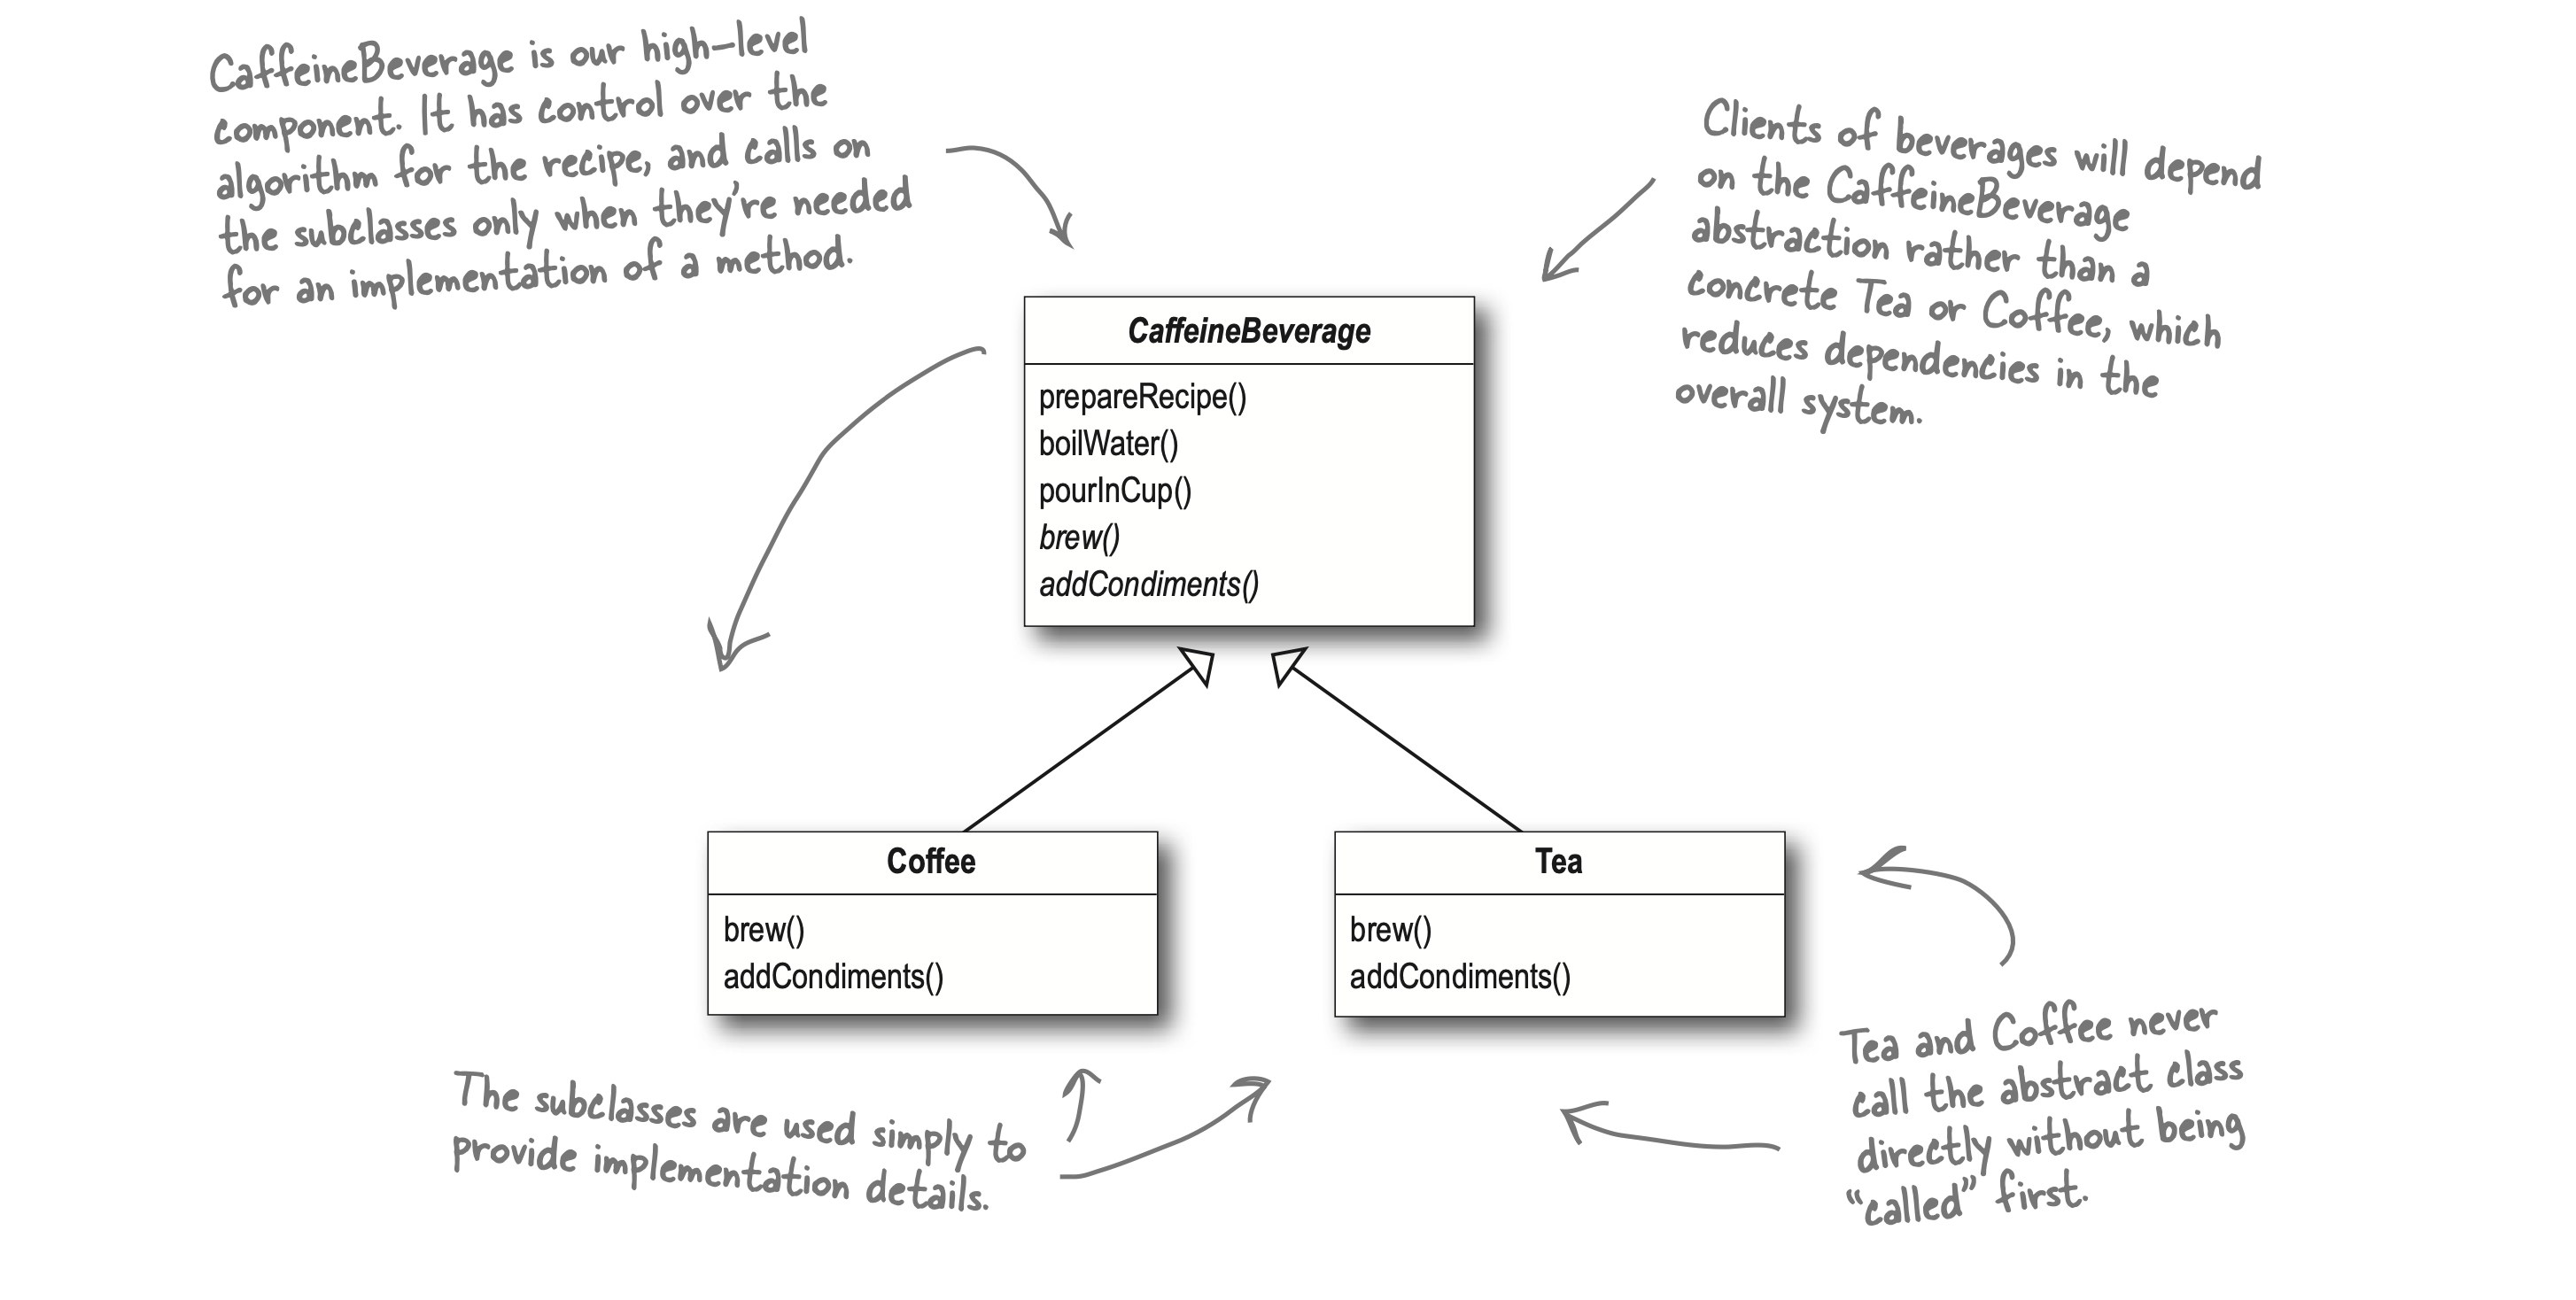 CaffeineBeverage is our high-level
component. It has control over the
algorithm for the recipe, and calls on
the subclasses only when they're needed
for an implementation of a method.
Clients of beverages will depend
on the CaffeineBeverage
abstraction rather than a
concrete Tea or Coffee, which
reduces dependencies in the
overall system.
CaffeineBeverage
prepareRecipe()
boilWater()
pourInCup()
brew()
addCondiments()
Coffee
brew()
addCondiments()
Tea
brew()
addCondiments()
The subclasses are used simply to
provide implementation details.
Tea and Coffee never
call the abstract class
directly without being
“called” first.